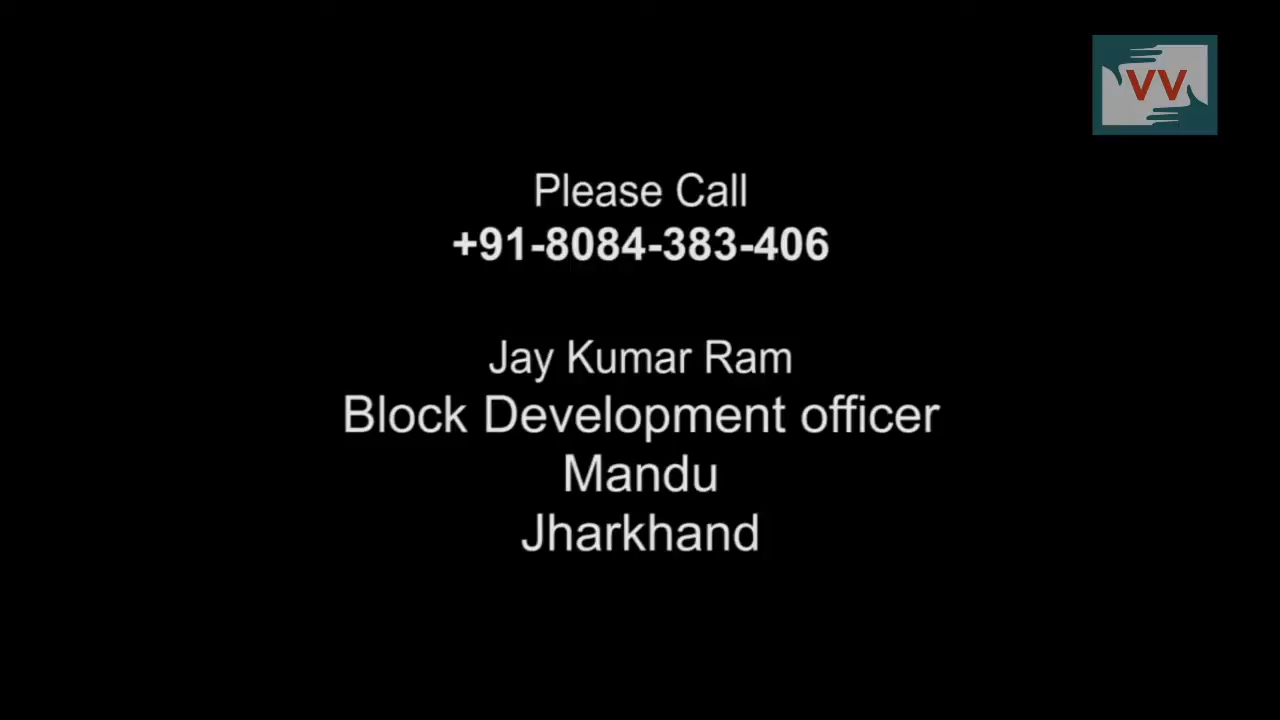 VV
Please Call
+91-8084-383-406
Jay Kumar Ram
Block Development officer
Mandu
Jharkhand